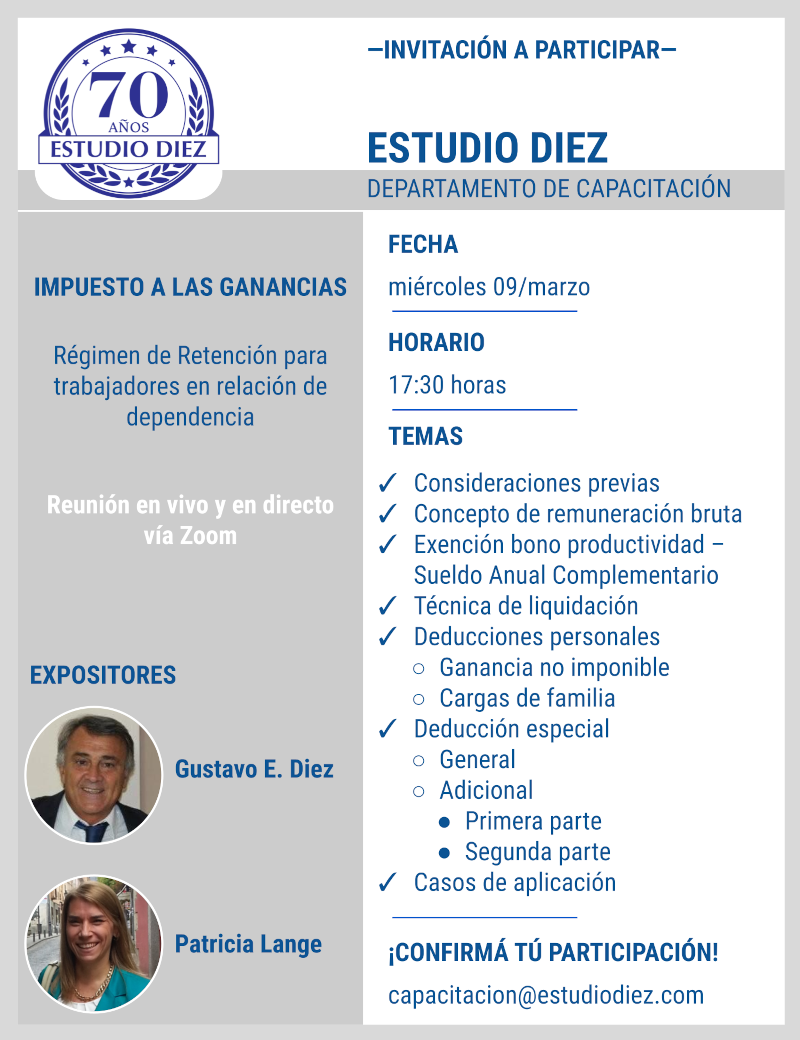 70
AÑOS
ESTUDIO DIEZ
—INVITACIÓN A PARTICIPAR—
ESTUDIO DIEZ
DEPARTAMENTO DE CAPACITACIÓN
IMPUESTO A LAS GANANCIAS
Régimen de Retención para
trabajadores en relación de
dependencia
Reunión en vivo y en directo
vía Zoom
EXPOSITORES
Gustavo E. Diez
Patricia Lange
FECHA
miércoles 09/marzo
HORARIO
17:30 horas
TEMAS
✓ Consideraciones previas
✓ Concepto de remuneración bruta
✓ Exención bono productividad –
Sueldo Anual Complementario
✓ Técnica de liquidación
✓ Deducciones personales
○ Ganancia no imponible
○ Cargas de familia
✓ Deducción especial
○ General
○ Adicional
● Primera parte
● Segunda parte
✓ Casos de aplicación
¡CONFIRMÁ TÚ PARTICIPACIÓN!
capacitacion@estudiodiez.com